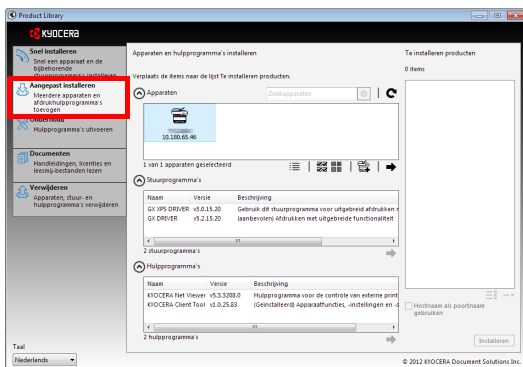 Product Library
KYOCERA
Snel installeren
Snel een apparaat en de
bijbehorende
stuurprogramma's installeren
Aangepast installeren
Meerdere apparaten en
afdrukhulpprogramma's
toevogen
Onderhoud
Hulpprogramma's uitvoeren
Documenten
Handleidingen, licenties en
leesmij-bestanden lezen
Verwijderen
Apparaten, stuur- en
hulpprogramma's verwijderen
Taal
Nederlands
Apparaten en hulpprogramma's installeren
Verplaats de items naar de lijst Te installeren producten.
Apparaten
Zoekapparaten
10.180.65.46
1 van 1 apparaten geselecteerd
Stuurprogramma's
Naam Versie Beschrijving
GX XPS DRIVER v3.0.15.20 Gebruik dit stuurprogramma voor uitgebreid afdrukken
GX DRIVER v5.2.15.20 (aanbevolen) Afdrukken met uitgebreide functionaliteit
2 stuurprogramma's
Hulpprogramma's
Naam Versie Beschrijving
KYOCERA Net Viewer v5.3.3208.0 Hulpprogramma voor de controle van externe print
KYOCERA Client Tool v1.0.25.83 (Geïnstalleerd) Apparaatfuncties, -instellingen en
2 hulpprogramma's
Te installeren producten
0 items
Hostnaam als poortnaam
gebruiken
Installeren
© 2012 KYOCERA Document Solutions Inc.